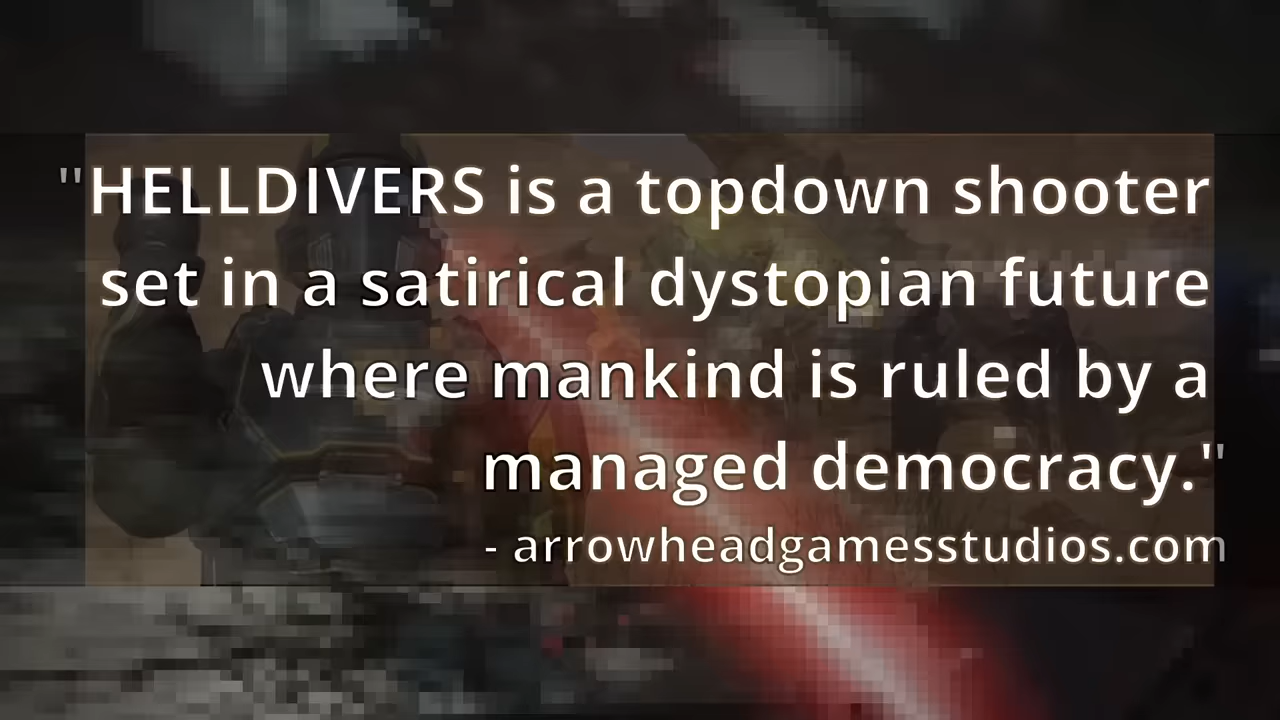 "HELLDIVERS is a topdown shooter
set in a satirical dystopian future
where mankind is ruled by a
managed democracy."
- arrowheadgamesstudios.com